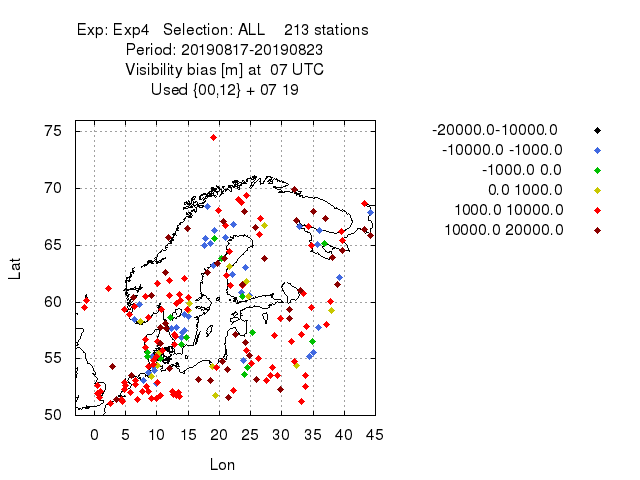 Exp: Exp4 Selection: ALL 213 stations
Period: 20190817-20190823
Visibility bias [m] at 07 UTC
Used {00,12} + 07 19
-20000.0-10000.0
-10000.0 -1000.0
-1000.0 0.0
0.0 1000.0
1000.0 10000.0
10000.0 20000.0
75
70
65
60
55
50
Lat
0 5 10 15 20 25 30 35 40 45
Lon